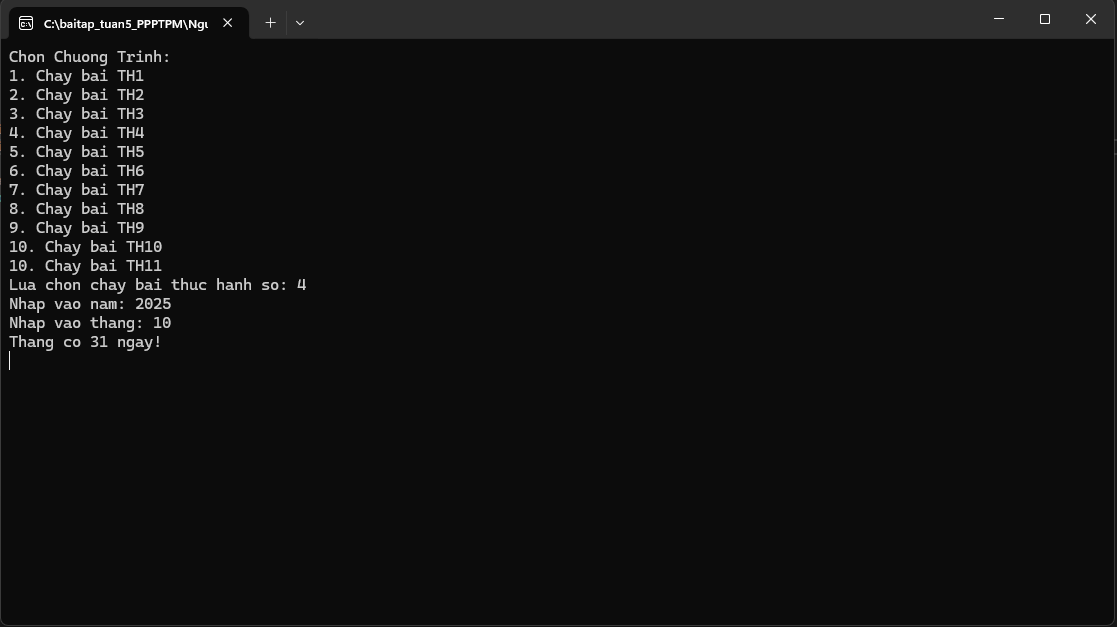 C:\baitap_tuan5_PPPTPM\Ngu
Chon Chuong Trinh:
1. Chay bai TH1
2. Chay bai TH2
3. Chay bai TH3
4. Chay bai TH4
5. Chay bai TH5
6. Chay bai TH6
7. Chay bai TH7
8. Chay bai TH8
9. Chay bai TH9
10. Chay bai TH10
10. Chay bai TH11
Lua chon chay bai thuc hanh so: 4
Nhap vao nam: 2025
Nhap vao thang: 10
Thang co 31 ngay!